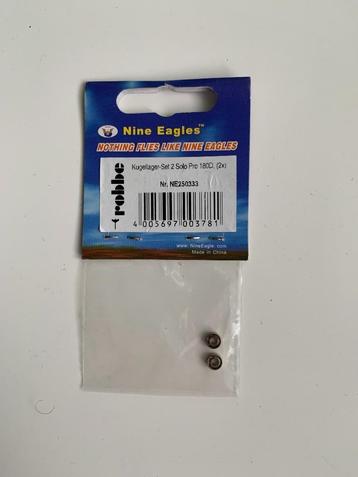 Nine Eagles™
NOTHING FLIES LIKE NINE EAGLES
robbe
Kugellager-Set 2 Solo Pro 180D, (2x)
Nr. NE250333
4 005697 003781
www.NineEagle.com
Made in China